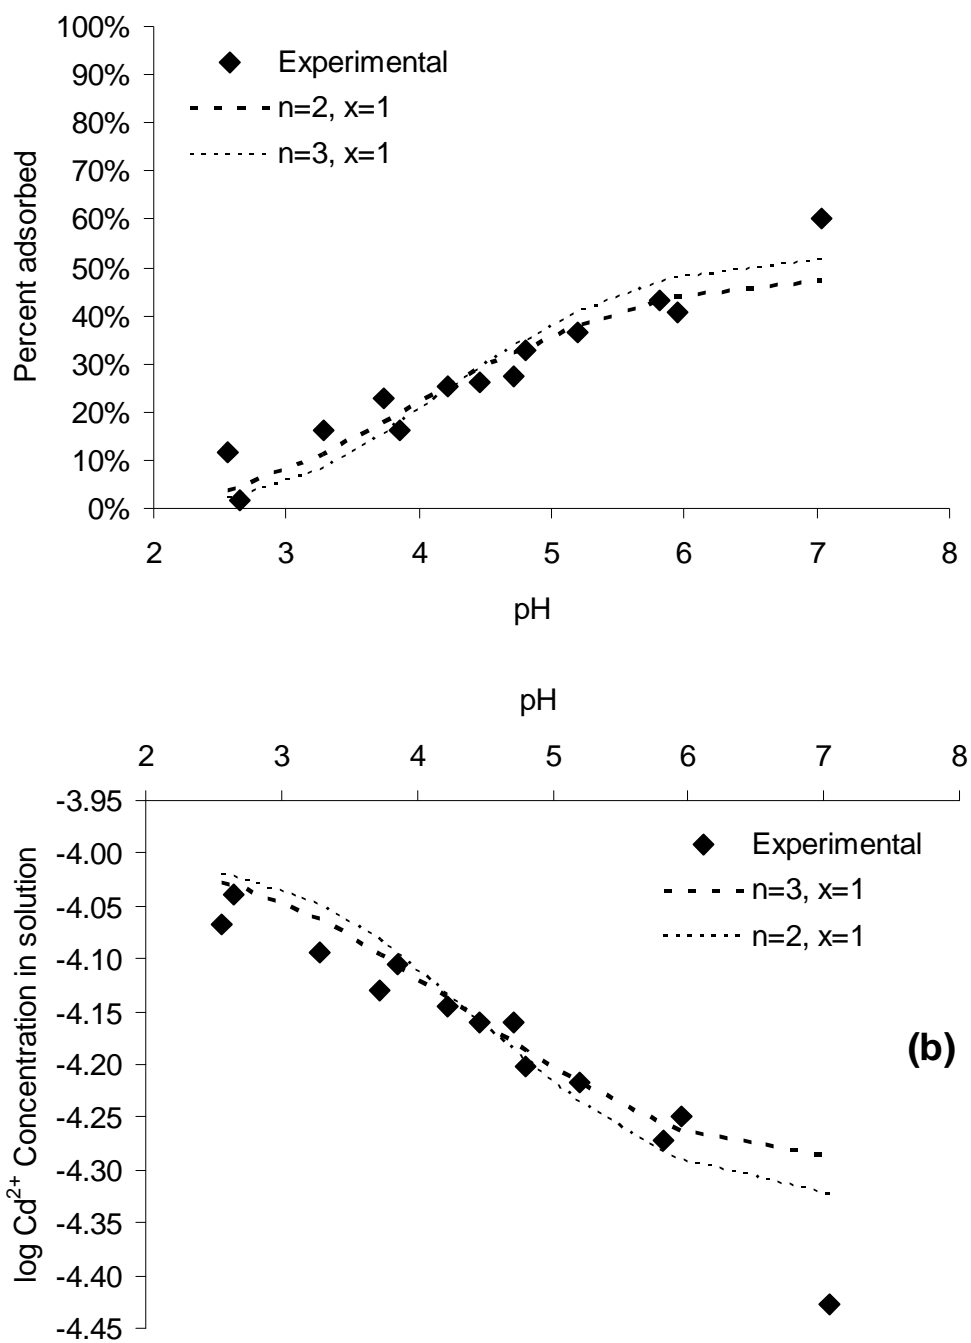 100%
90%
80%
70%
60%
50%
40%
30%
20%
10%
0%
Percent adsorbed
Experimental
n=2, x=1
n=3, x=1
2 3 4 5 6 7 8
pH
pH
2 3 4 5 6 7 8
-3.95
-4.00
-4.05
-4.10
-4.15
-4.20
-4.25
-4.30
-4.35
-4.40
-4.45
log Cd²⁺ Concentration in solution
Experimental
n=3, x=1
n=2, x=1
(b)